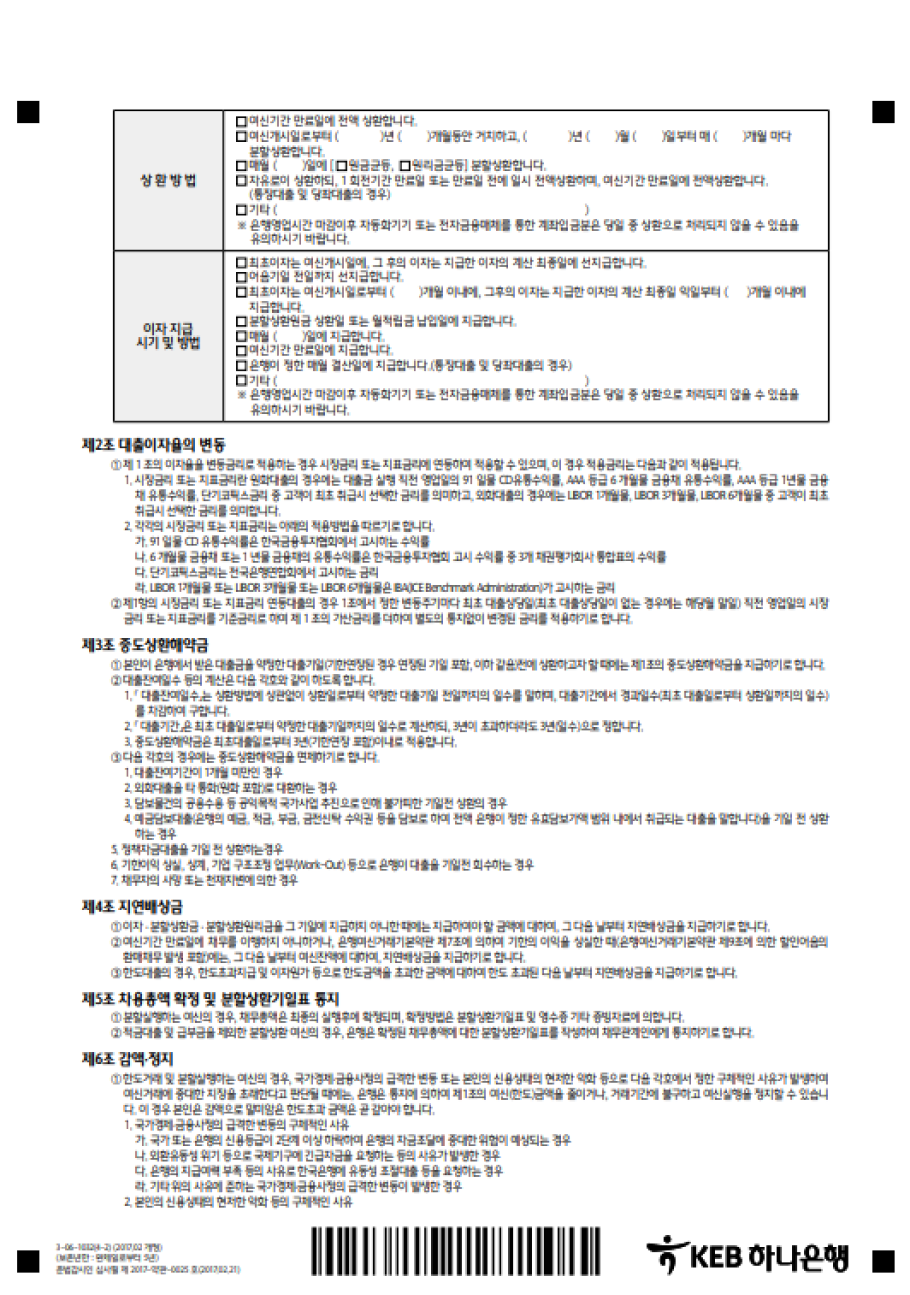 상 환 방 법
□여신기간 만료일에 전액 상환합니다.
□여신개시일로부터 ( )년 ( )개월동안 거치하고, ( )년 ( )월 ( )일부터 매 ( )개월 마다
분할상환합니다.
□매월 ( )일에 [□원금균등, □원리금균등] 분할상환합니다.
□자유로이 상환하되, 1 회전기간 만료일 또는 만료일 전에 일시 전액상환하며, 여신기간 만료일에 전액상환합니다.
(통장대출 및 당좌대출의 경우)
□기타 ( )
※ 은행영업시간 마감이후 자동화기기 또는 전자금융매체를 통한 계좌입금분은 당일 중 상환으로 처리되지 않을 수 있음을
유의하시기 바랍니다.
이자 지급
시기 및 방법
□최초이자는 여신개시일에, 그 후의 이자는 지급한 이자의 계산 최종일에 선지급합니다.
□어음기일 전일까지 선지급합니다.
□최초이자는 여신개시일로부터 ( )개월 이내에, 그후의 이자는 지급한 이자의 계산 최종일 익일부터 ( )개월 이내에
지급합니다.
□분할상환원금 상환일 또는 월적립금 납입일에 지급합니다.
□매월 ( )일에 지급합니다.
□여신기간 만료일에 지급합니다.
□은행이 정한 매월 결산일에 지급합니다.(통장대출 및 당좌대출의 경우)
□기타 ( )
※ 은행영업시간 마감이후 자동화기기 또는 전자금융매체를 통한 계좌입금분은 당일 중 상환으로 처리되지 않을 수 있음을
유의하시기 바랍니다.
제2조 대출이자율의 변동
①제 1 조의 이자율을 변동금리로 적용하는 경우 시장금리 또는 지표금리에 연동하여 적용할 수 있으며, 이 경우 적용금리는 다음과 같이 적용됩니다.
1. 시장금리 또는 지표금리란 원화대출의 경우에는 대출금 실행 직전 영업일의 91 일물 CD유통수익률, AAA 등급 6 개월물 금융채 유통수익률, AAA 등급 1년물 금융
채 유통수익률, 단기코픽스금리 중 고객이 최초 취급시 선택한 금리를 의미하고, 외화대출의 경우에는 LIBOR 1개월물, LIBOR 3개월물, LIBOR 6개월물 중 고객이 최초
취급시 선택한 금리를 의미합니다.
2. 각각의 시장금리 또는 지표금리는 아래의 적용방법을 따르기로 합니다.
가. 91 일물 CD 유통수익률은 한국금융투자협회에서 고시하는 수익률
나. 6 개월물 금융채 또는 1 년물 금융채의 유통수익률은 한국금융투자협회 고시 수익률 중 3개 채권평가회사 통합표의 수익률
다. 단기코픽스금리는 전국은행연합회에서 고시하는 금리
라. LIBOR 1개월물 또는 LIBOR 3개월물 또는 LIBOR 6개월물은 IBA(ICE Benchmark Administration)가 고시하는 금리
②제1항의 시장금리 또는 지표금리 연동대출의 경우 1조에서 정한 변동주기마다 최초 대출상당일(최초 대출상당일이 없는 경우에는 해당월 말일) 직전 영업일의 시장
금리 또는 지표금리를 기준금리로 하여 제 1 조의 가산금리를 더하여 별도의 통지없이 변경된 금리를 적용하기로 합니다.
제3조 중도상환해약금
①본인이 은행에서 받은 대출금을 약정한 대출기일(기한연장된 경우 연장된 기일 포함, 이하 같음)전에 상환하고자 할 때에는 제1조의 중도상환해약금을 지급하기로 합니다.
②대출잔여일수 등의 계산은 다음 각호와 같이 하도록 합니다.
1. 「대출잔여일수」는 상환방법에 상관없이 상환일로부터 약정한 대출기일 전일까지의 일수를 말하며, 대출기간에서 경과일수(최초 대출일로부터 상환일까지의 일수)
를 차감하여 구합니다.
2. 「대출기간」은 최초 대출일로부터 약정한 대출기일까지의 일수로 계산하되, 3년이 초과하더라도 3년(일수)으로 정합니다.
3. 중도상환해약금은 최초대출일로부터 3년(기한연장 포함)이내로 적용합니다.
③다음 각호의 경우에는 중도상환해약금을 면제하기로 합니다.
1. 대출잔여기간이 1개월 미만인 경우
2. 외화대출을 타 통화(원화 포함)로 대환하는 경우
3. 담보물건의 공용수용 등 공익목적 국가사업 추진으로 인해 불가피한 기일전 상환의 경우
4. 예금담보대출(은행의 예금, 적금, 부금, 금전신탁 수익권 등을 담보로 하며 전액 은행이 정한 유효담보가액 범위 내에서 취급되는 대출을 말합니다)을 기일 전 상환
하는 경우
5. 정책자금대출을 기일 전 상환하는경우
6. 기한이익 상실, 상계, 기업 구조조정 업무(Work-Out) 등으로 은행이 대출을 기일전 회수하는 경우
7. 채무자의 사망 또는 천재지변에 의한 경우
제4조 지연배상금
①이자 · 분할상환금 · 분할상환원리금을 그 기일에 지급하지 아니한 때에는 지급하여야 할 금액에 대하여, 그 다음 날부터 지연배상금을 지급하기로 합니다.
②여신기간 만료일에 채무를 이행하지 아니하거나, 은행여신거래기본약관 제7조에 의하여 기한의 이익을 상실한 때(은행여신거래기본약관 제9조에 의한 할인어음의
환매채무 발생 포함)에는, 그 다음 날부터 여신잔액에 대하여, 지연배상금을 지급하기로 합니다.
③한도대출의 경우, 한도초과지급 및 이자원가 등으로 한도금액을 초과한 금액에 대하여 한도 초과된 다음 날부터 지연배상금을 지급하기로 합니다.
제5조 차용총액 확정 및 분할상환기일표 통지
①분할실행하는 여신의 경우, 채무총액은 최종의 실행후에 확정되며, 확정방법은 분할상환기일표 및 영수증 기타 증빙자료에 의합니다.
②적금대출 및 급부금을 제외한 분할상환 여신의 경우, 은행은 확정된 채무총액에 대한 분할상환기일표를 작성하여 채무관계인에게 통지하기로 합니다.
제6조 감액·정지
①한도거래 및 분할실행하는 여신의 경우, 국가경제·금융사정의 급격한 변동 또는 본인의 신용상태의 현저한 악화 등으로 다음 각호에서 정한 구체적인 사유가 발생하여
여신거래에 중대한 지장을 초래한다고 판단될 때에는, 은행은 통지에 의하여 제1조의 여신(한도)금액을 줄이거나, 거래기간에 불구하고 여신실행을 정지할 수 있습니
다. 이 경우 본인은 감액으로 말미암은 한도초과 금액은 곧 갚아야 합니다.
1. 국가경제·금융사정의 급격한 변동의 구체적인 사유
가. 국가 또는 은행의 신용등급이 2단계 이상 하락하여 은행의 자금조달에 중대한 위험이 예상되는 경우
나. 외환유동성 위기 등으로 국제기구에 긴급자금을 요청하는 등의 사유가 발생한 경우
다. 은행의 지급여력 부족 등의 사유로 한국은행에 유동성 조절대출 등을 요청하는 경우
라. 기타 위의 사유에 준하는 국가경제·금융사정의 급격한 변동이 발생한 경우
2. 본인의 신용상태의 현저한 악화 등의 구체적인 사유
3-06-1032(4-2) (2017.02 개정)
(보존년한 : 완제일로부터 5년)
준법감시인 심사필 제 2017-약관-0025 호(2017.02.21)
KEB 하나은행